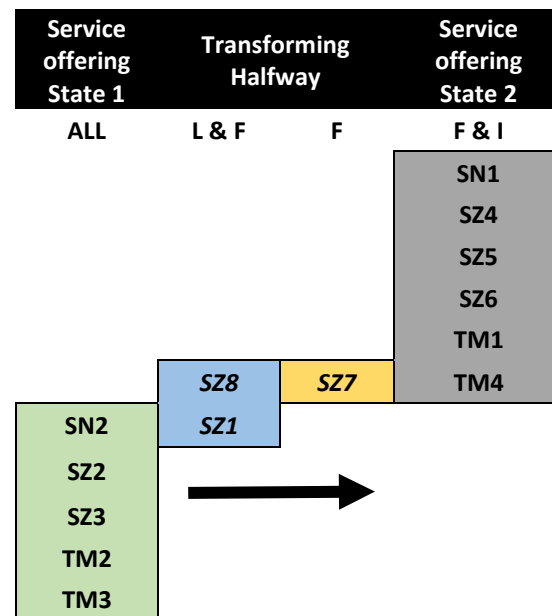 Service offering State 1
Transforming Halfway
Service offering State 2
ALL
L & F
F
F & I
SN1
SZ4
SZ5
SZ6
TM1
SZ8
SZ7
TM4
SN2
SZ1
SZ2
SZ3
TM2
TM3